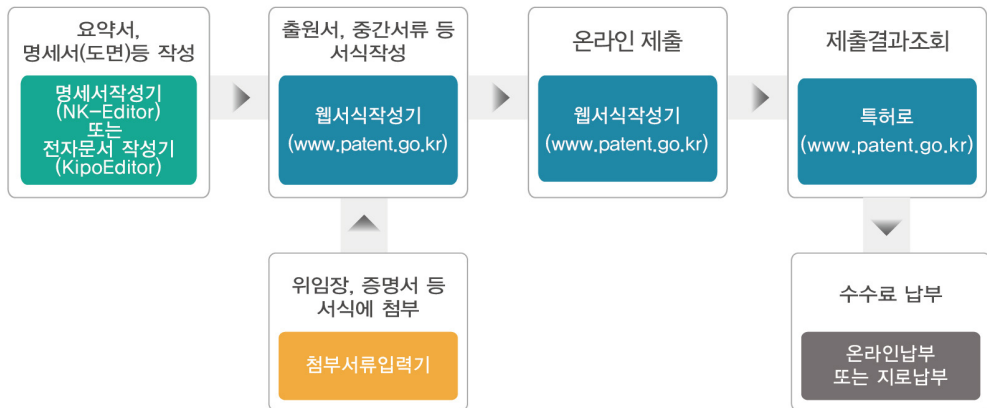 요약서,
명세서(도면)등 작성
명세서작성기
(NK-Editor)
또는
전자문서 작성기
(KipoEditor)
출원서, 중간서류 등
서식작성
웹서식작성기
(www.patent.go.kr)
온라인 제출
웹서식작성기
(www.patent.go.kr)
제출결과조회
특허로
(www.patent.go.kr)
위임장, 증명서 등
서식에 첨부
첨부서류입력기
수수료 납부
온라인납부
또는 지로납부